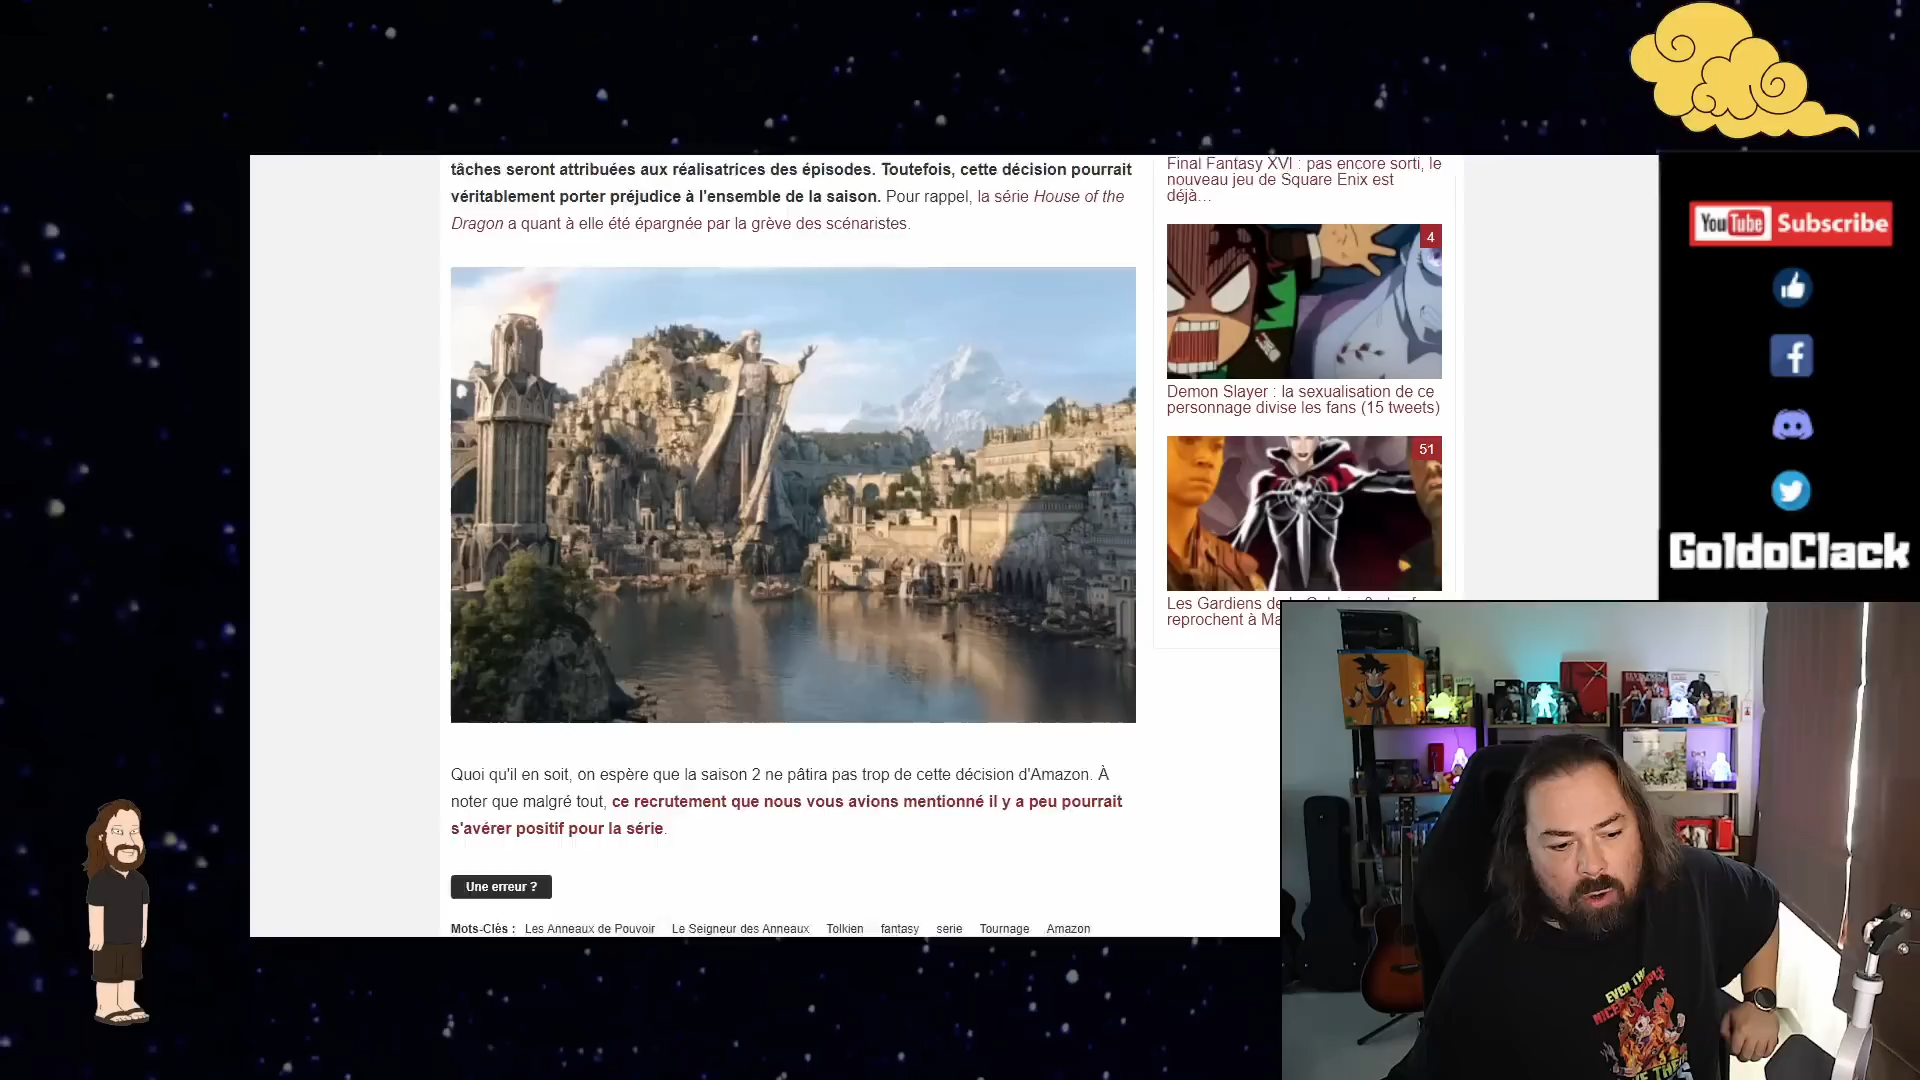 tâches seront attribuées aux réalisatrices des épisodes. Toutefois, cette décision pourrait
véritablement porter préjudice à l'ensemble de la saison. Pour rappel, la série House of the
Dragon a quant à elle été épargnée par la grève des scénaristes.
Quoi qu'il en soit, on espère que la saison 2 ne pâtira pas trop de cette décision d'Amazon. À
noter que malgré tout, ce recrutement que nous vous avions mentionné il y a peu pourrait
s'avérer positif pour la série.
Une erreur ?
Mots-Clés : Les Anneaux de Pouvoir Le Seigneur des Anneaux Tolkien fantasy serie Tournage Amazon
Final Fantasy XVI : pas encore sorti, le
nouveau jeu de Square Enix est
déjà...
4
Demon Slayer : la sexualisation de ce
personnage divise les fans (15 tweets)
51
Les Gardiens de
reprochent à Ma
YouTube Subscribe
GoldoClack
EVEN THE
NICEST PEOPLE